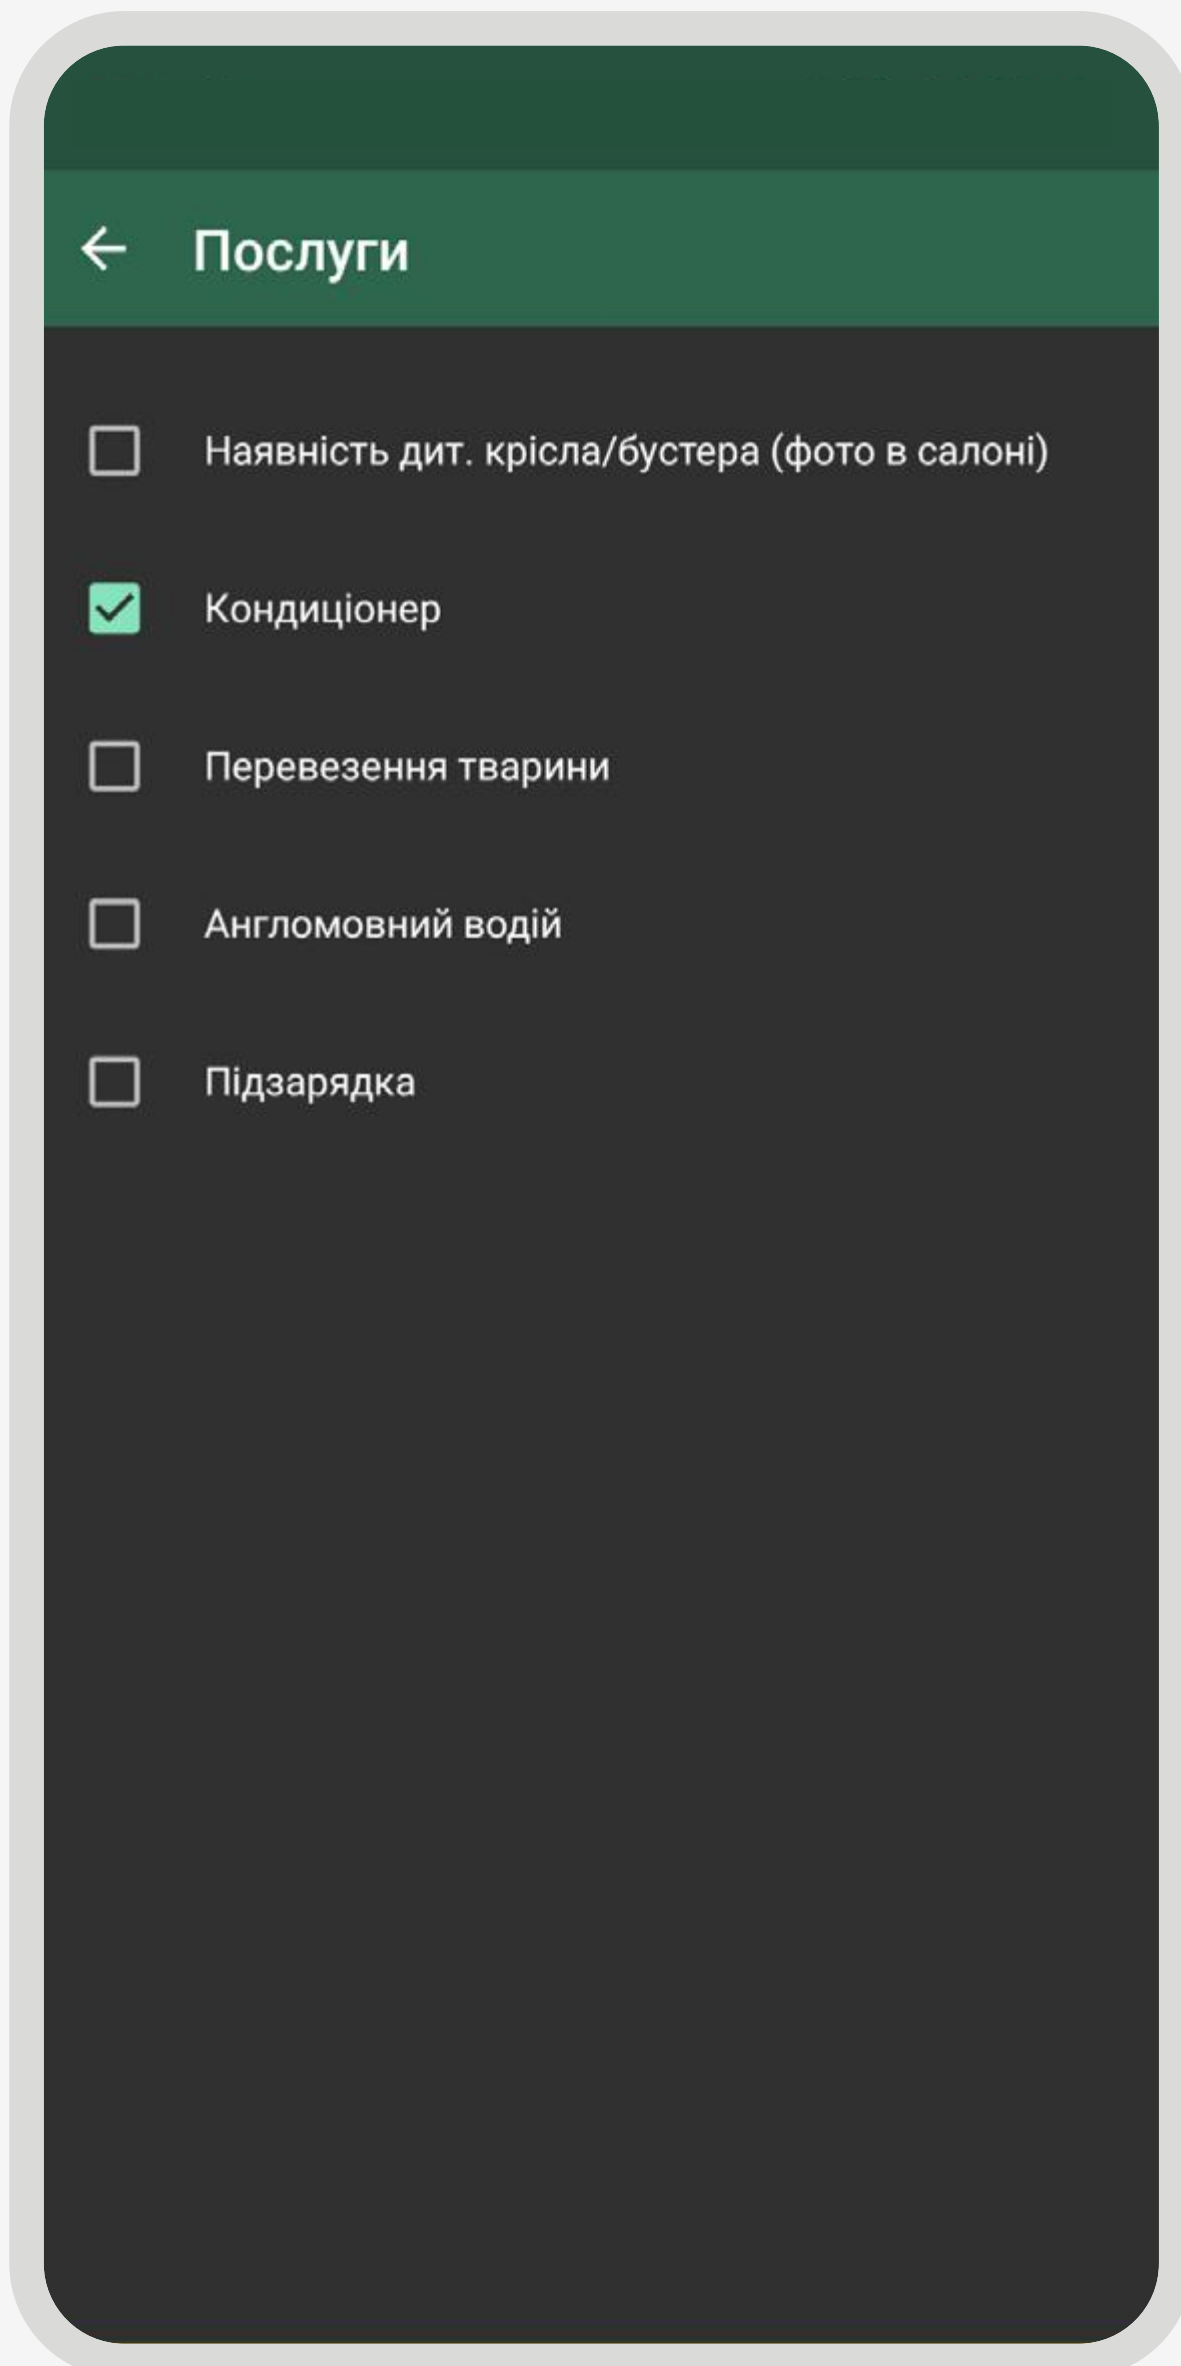 Послуги
Наявність дит. крісла/бустера (фото в салоні)
Кондиціонер
Перевезення тварини
Англомовний водій
Підзарядка